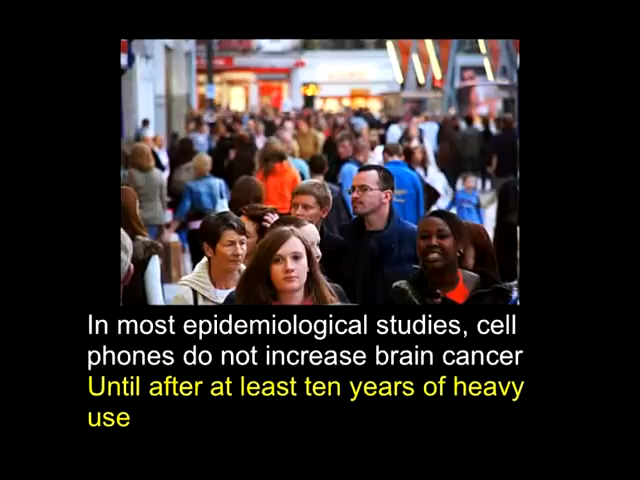 In most epidemiological studies, cell
phones do not increase brain cancer
Until after at least ten years of heavy
use